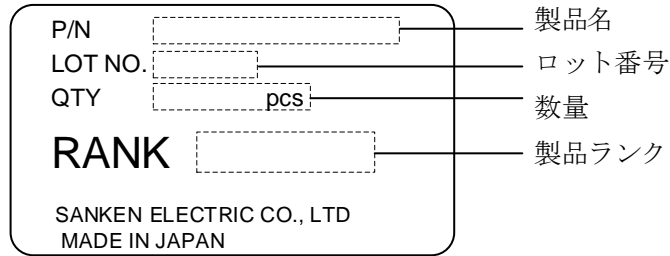 P/N 製品名
LOT NO. ロット番号
QTY pcs 数量
RANK 製品ランク
SANKEN ELECTRIC CO., LTD
MADE IN JAPAN